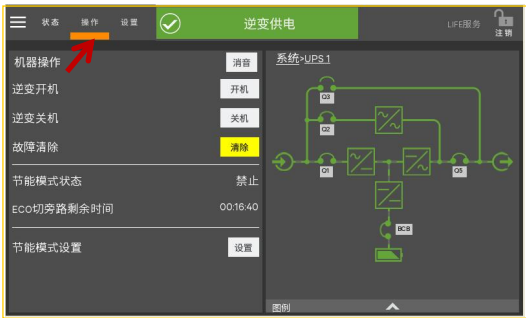 状态 操作 设置 逆变供电 LIFE服务 注销
机器操作 消音
逆变开机 开机
逆变关机 关机
故障清除 清除
节能模式状态 禁止
ECO切旁路剩余时间 00:16:40
节能模式设置 设置
系统>UPS 1
Q3
Q2
Q1
Q5
BCB
图例